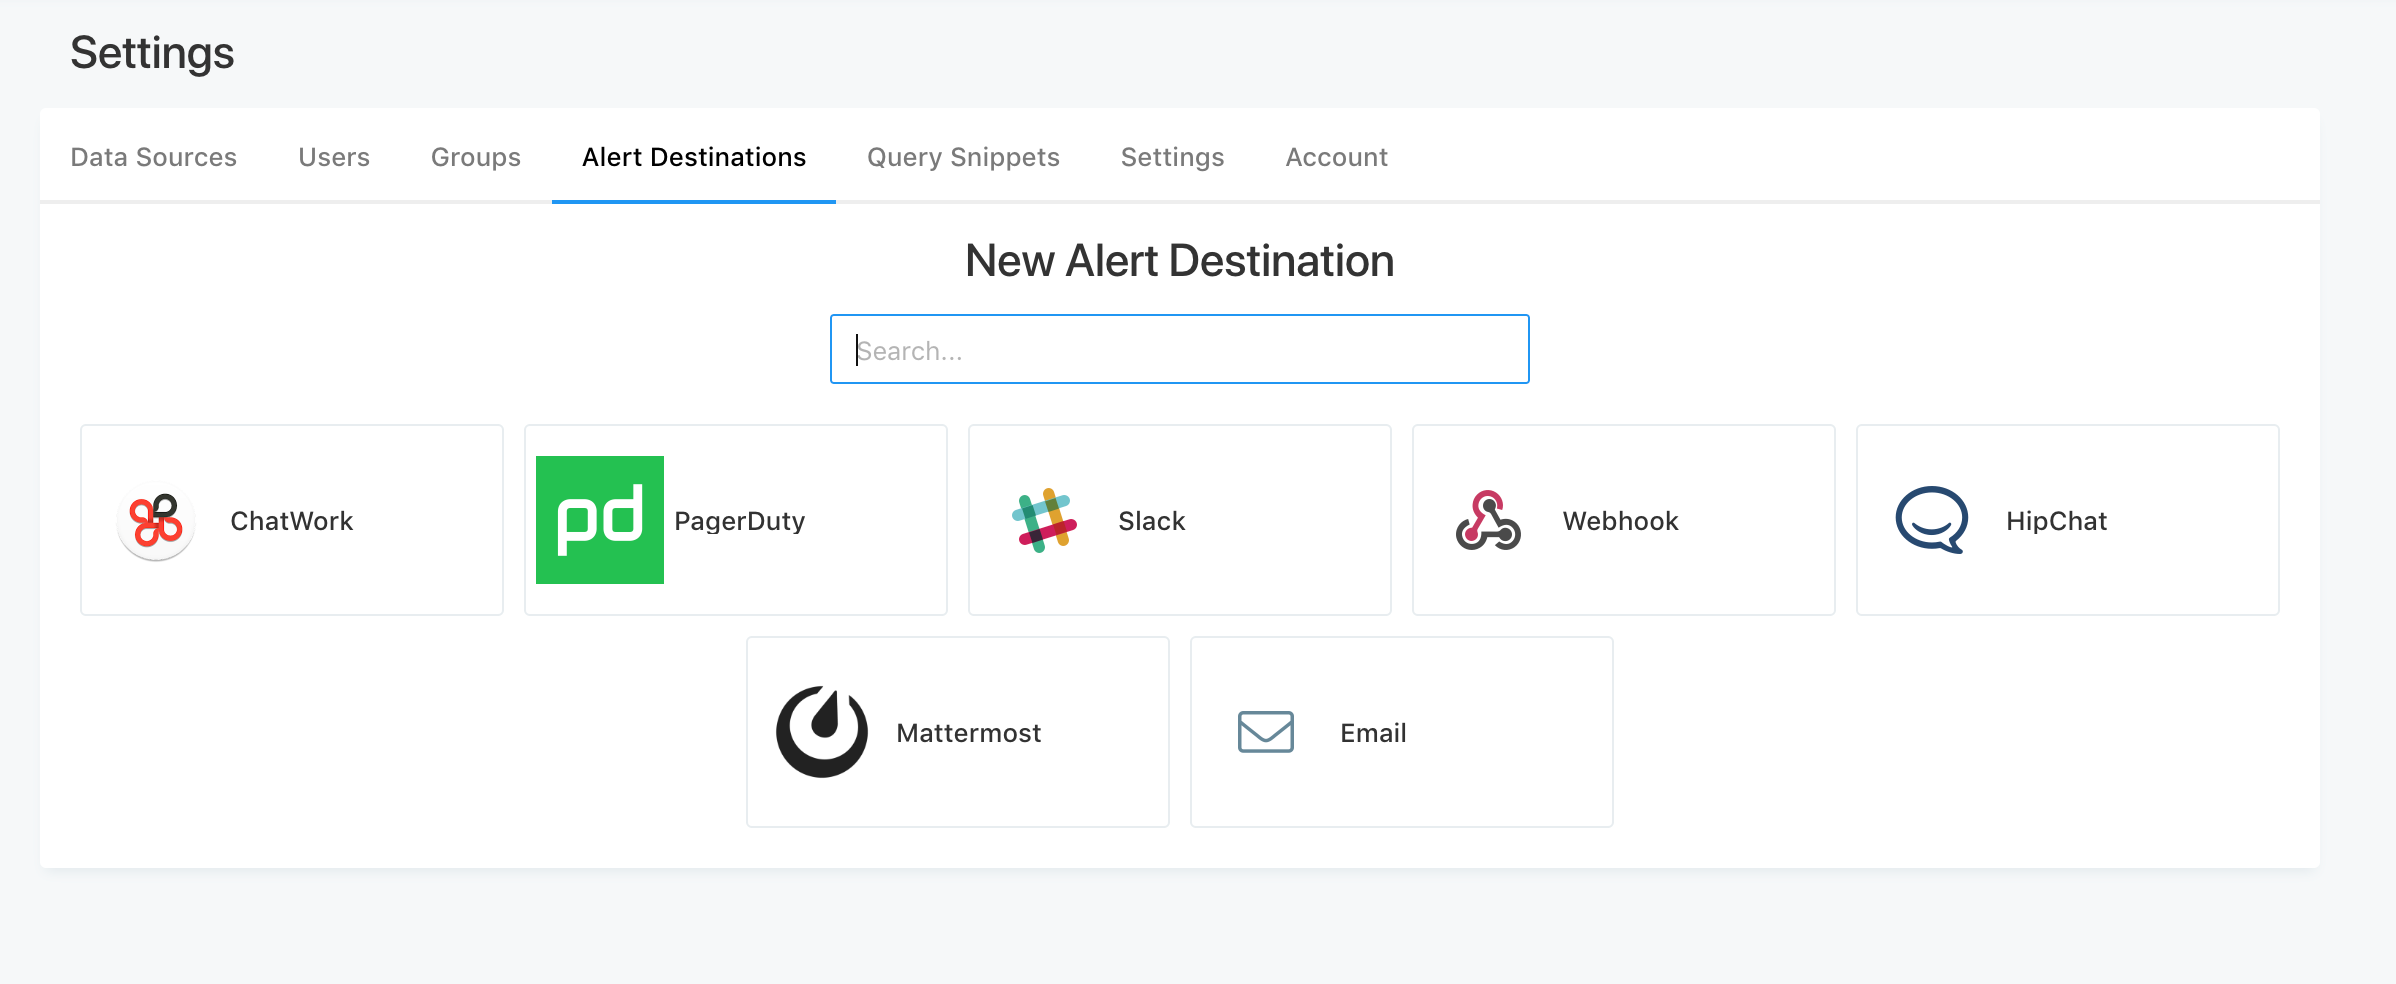 Settings
Data Sources Users Groups Alert Destinations Query Snippets Settings Account
New Alert Destination
Search...
ChatWork pd PagerDuty Slack Webhook HipChat
Mattermost Email